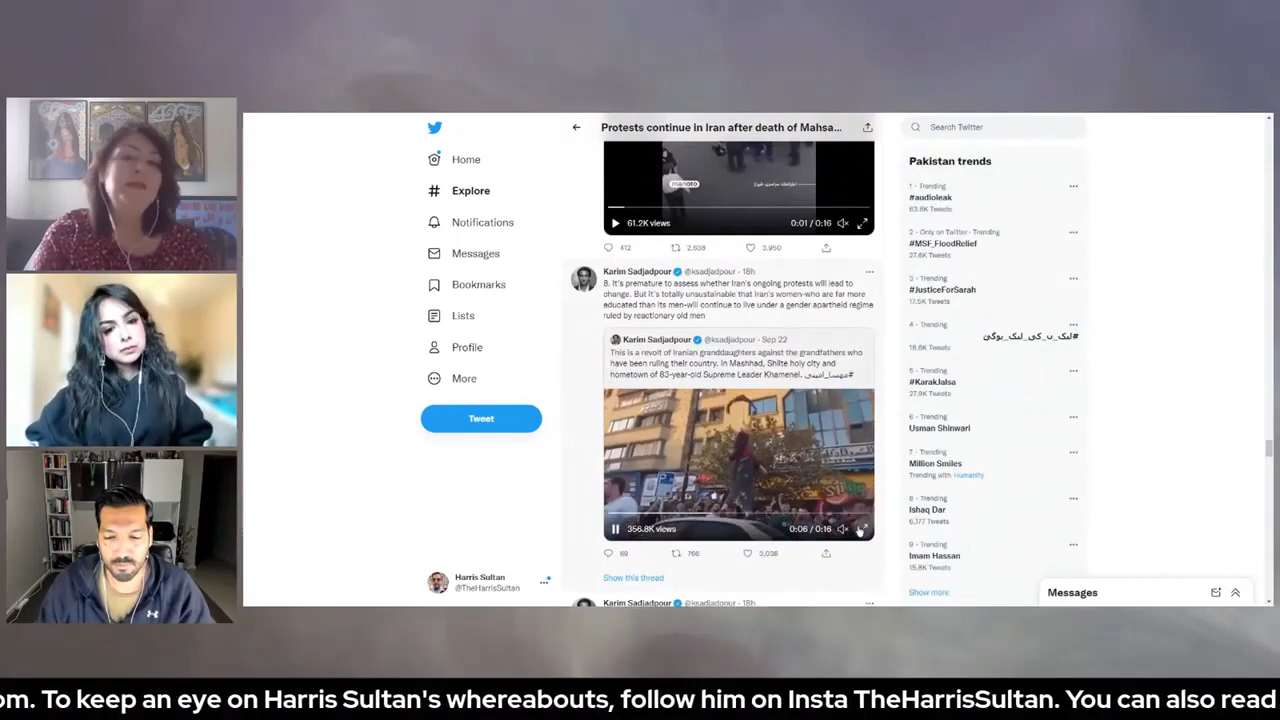 Home
Explore
Notifications
Messages
Bookmarks
Lists
Profile
More
Tweet
Harris Sultan
@TheHarrisSultan
Protests continue in Iran after death of Mahsa...
manoto
61.2K views
0:01 / 0:16
412
2,638
3,950
Karim Sadjadpour @ksadjadpour · 18h
8. It's premature to assess whether Iran's ongoing protests will lead to
change. But it's totally unsustainable that Iran's women-who are far more
educated than its men-will continue to live under a gender apartheid regime
ruled by reactionary old men
Karim Sadjadpour @ksadjadpour · Sep 22
This is a revolt of Iranian granddaughters against the grandfathers who
have been ruling their country. In Mashhad, Shiite holy city and
hometown of 83-year-old Supreme Leader Khamenei. #مهسا_امینی
356.8K views
0:06 / 0:16
69
766
3,038
Show this thread
Karim Sadjadpour @ksadjadpour · 18h
Search Twitter
Pakistan trends
1 · Trending
#audioleak
63.6K Tweets
2 · Only on Twitter · Trending
#MSF_FloodRelief
27.6K Tweets
3 · Trending
#JusticeForSarah
17.5K Tweets
4 · Trending
18.6K Tweets
5 · Trending
#KarakJalsa
27.9K Tweets
6 · Trending
Usman Shinwari
7 · Trending
Million Smiles
Trending with Humanity
8 · Trending
Ishaq Dar
6,177 Tweets
9 · Trending
Imam Hassan
15.8K Tweets
Show more
Messages
om. To keep an eye on Harris Sultan's whereabouts, follow him on Insta TheHarrisSultan. You can also read